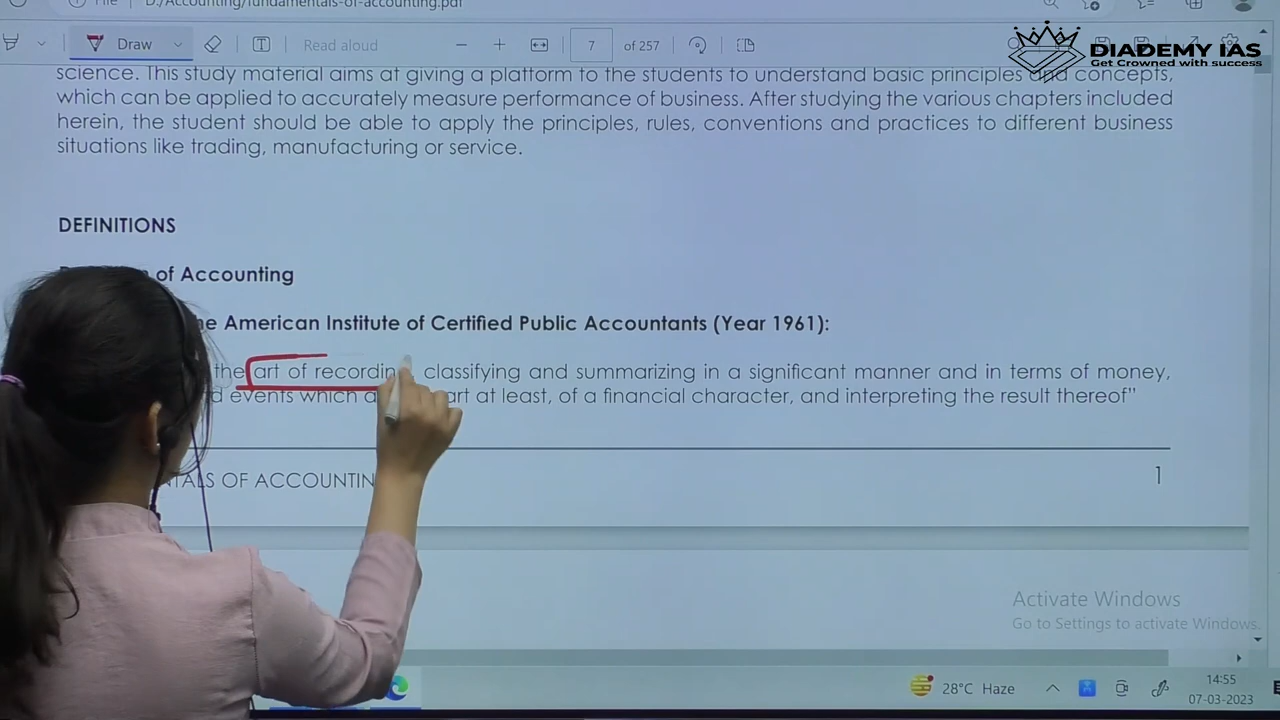 File D:/Accounting/fundamentals-of-accounting.pdf
Draw Read aloud 7 of 257
DIADEMY IAS
Get Crowned with success
science. This study material aims at giving a platform to the students to understand basic principles and concepts,
which can be applied to accurately measure performance of business. After studying the various chapters included
herein, the student should be able to apply the principles, rules, conventions and practices to different business
situations like trading, manufacturing or service.
DEFINITIONS
of Accounting
American Institute of Certified Public Accountants (Year 1961):
the art of recording classifying and summarizing in a significant manner and in terms of money,
events which at least, of a financial character, and interpreting the result thereof"
OF ACCOUNTIN
1
Activate Windows
Go to Settings to activate Windows.
28°C Haze
14:55
07-03-2023